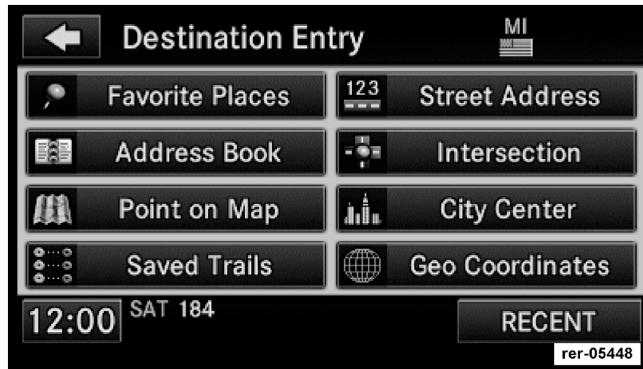 Destination Entry
MI
Favorite Places
123 Street Address
Address Book
Intersection
Point on Map
City Center
Saved Trails
Geo Coordinates
12:00
SAT 184
RECENT
rer-05448